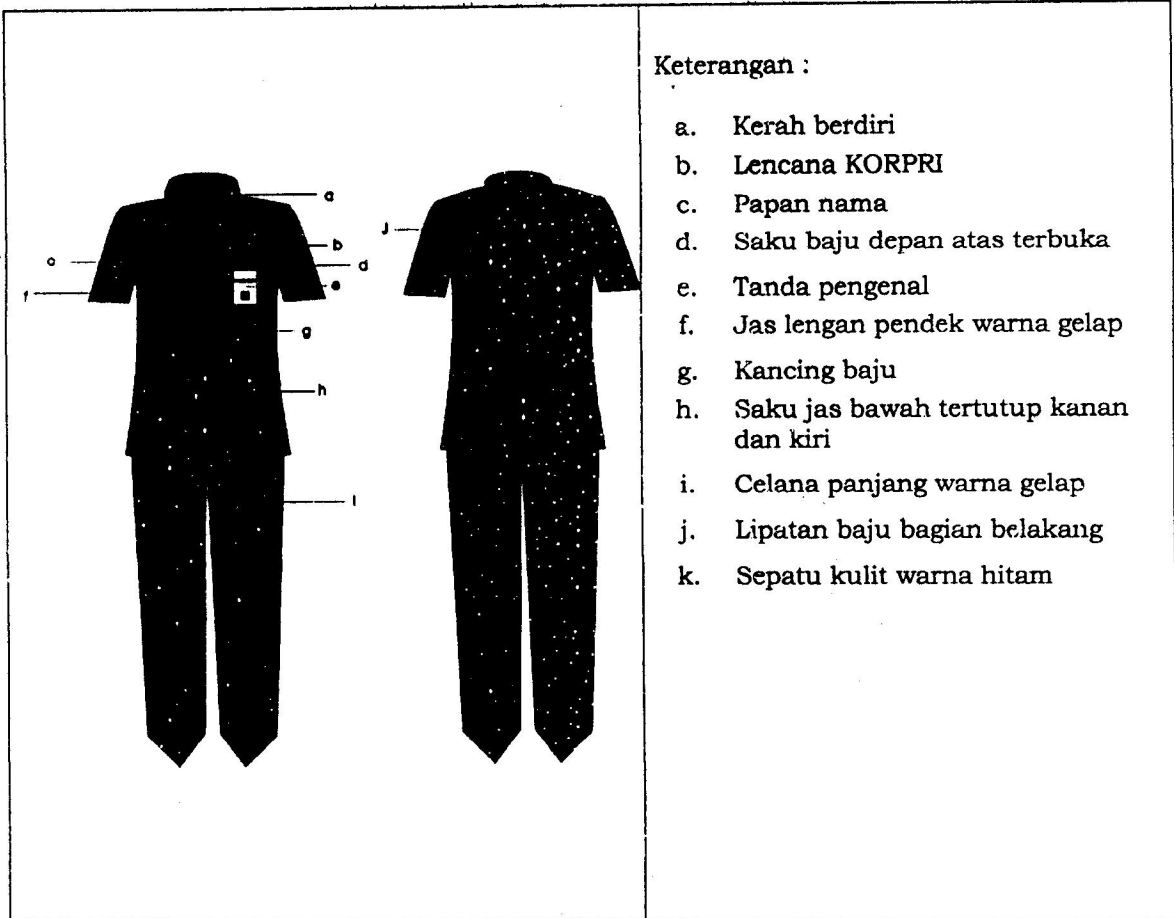 Keterangan :
a. Kerah berdiri
b. Lencana KORPRI
c. Papan nama
d. Saku baju depan atas terbuka
e. Tanda pengenal
f. Jas lengan pendek warna gelap
g. Kancing baju
h. Saku jas bawah tertutup kanan
dan kiri
i. Celana panjang warna gelap
j. Lipatan baju bagian belakang
k. Sepatu kulit warna hitam
a
b
c
d
e
f
g
h
i
J